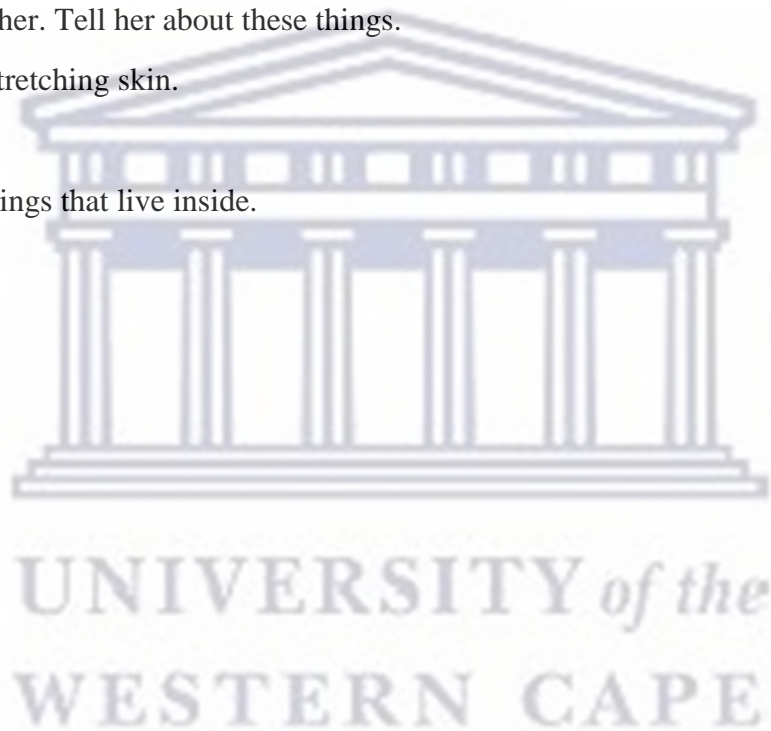 her. Tell her about these things.
tretching skin.
ings that live inside.
UNIVERSITY of the
WESTERN CAPE